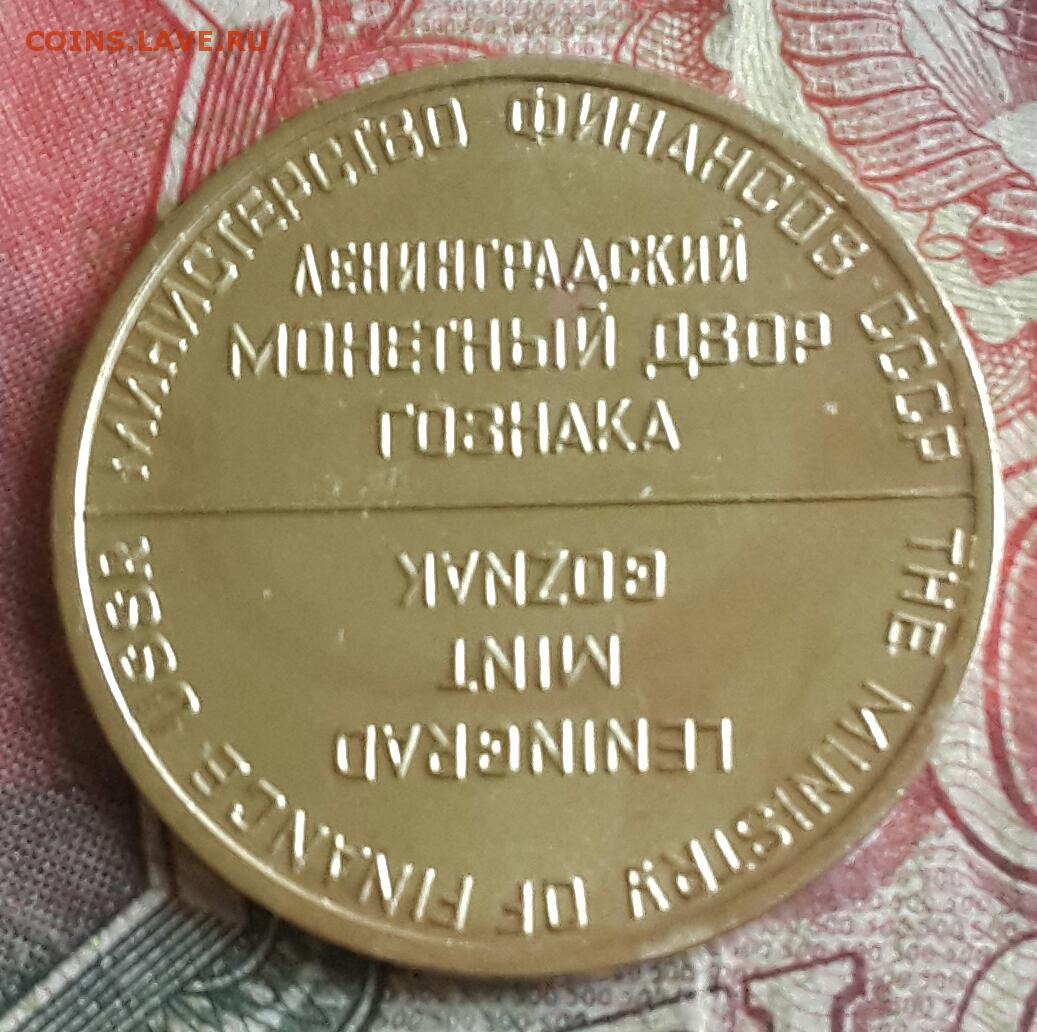 COINS.LAVE.RU
МИНИСТЕРСТВО ФИНАНСОВ СССР
ЛЕНИНГРАДСКИЙ
МОНЕТНЫЙ ДВОР
ГОЗНАКА
THE MINISTRY OF FINANCE USSR
LENINGRAD
MINT
GOZNAK